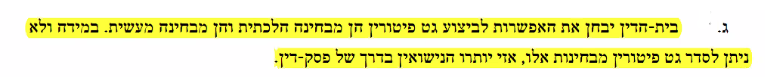 ג. בית-הדין יבחן את האפשרות לביצוע גט פיטורין הן מבחינה הלכתית והן מבחינה מעשית. במידה ולא
ניתן לסדר גט פיטורין מבחינות אלו, אזי יותרו הנישואין בדרך של פסק-דין.